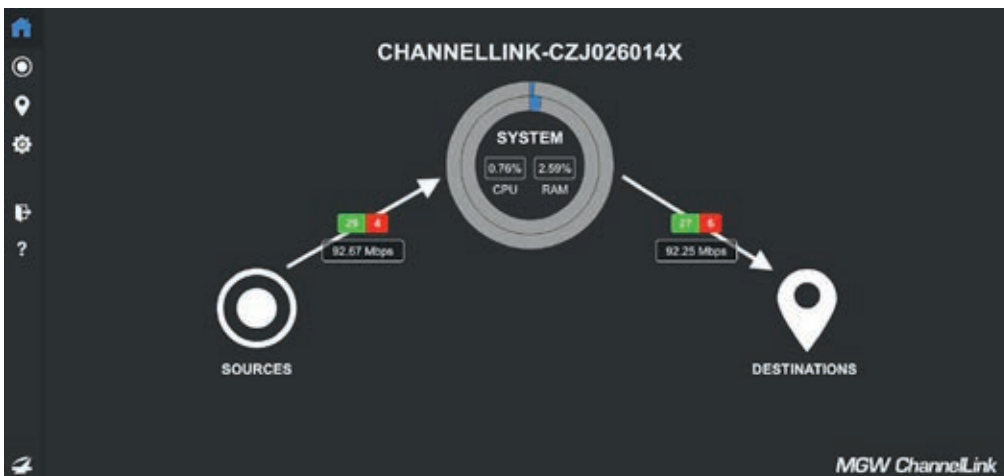 CHANNELLINK-CZJ026014X
SYSTEM
0.76% 2.59%
CPU RAM
4
92.67 Mbps
27 6
92.25 Mbps
SOURCES
DESTINATIONS
?
MGW ChannelLink